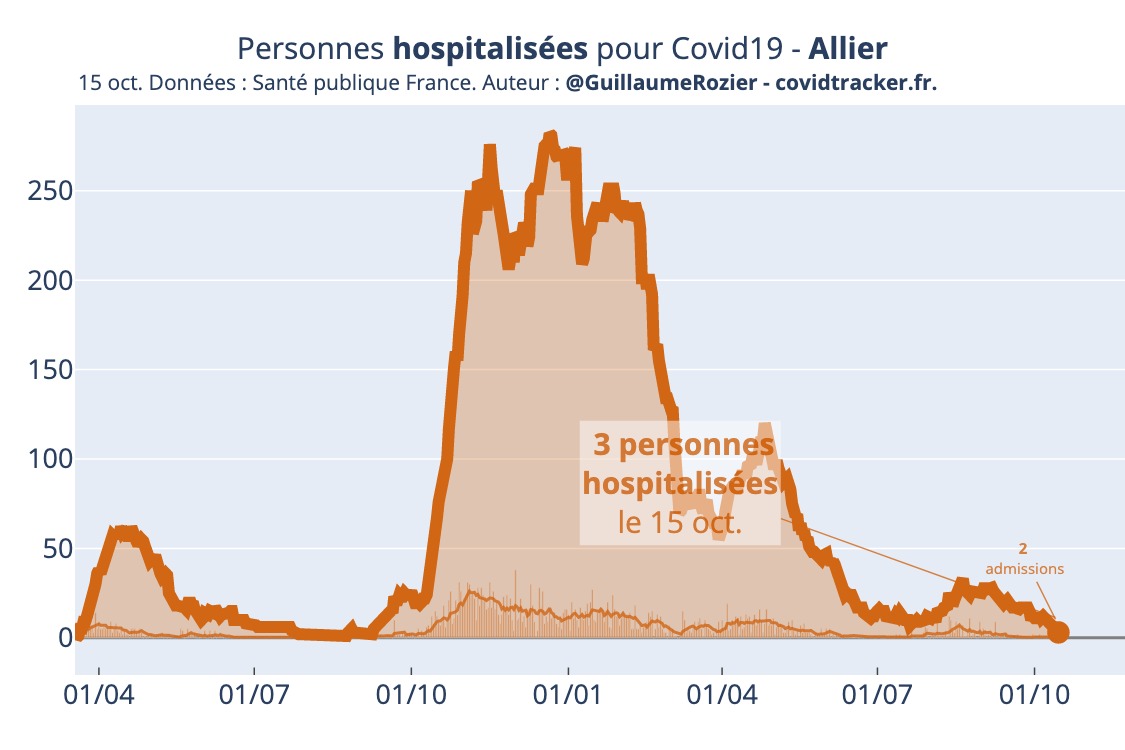 Personnes hospitalisées pour Covid19 - Allier
15 oct. Données : Santé publique France. Auteur : @GuillaumeRozier - covidtracker.fr.
250
200
150
100
50
0
3 personnes
hospitalisées
le 15 oct.
2
admissions
01/04
01/07
01/10
01/01
01/04
01/07
01/10